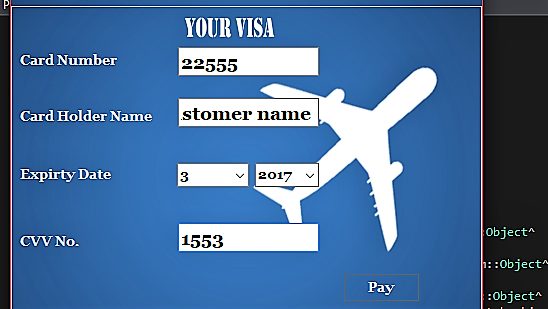 P
YOUR VISA
Card Number 22555
Card Holder Name stomer name
Expirty Date 3 2017
:Object^
CVV No. 1553
n::Object^
Pay
::Object^